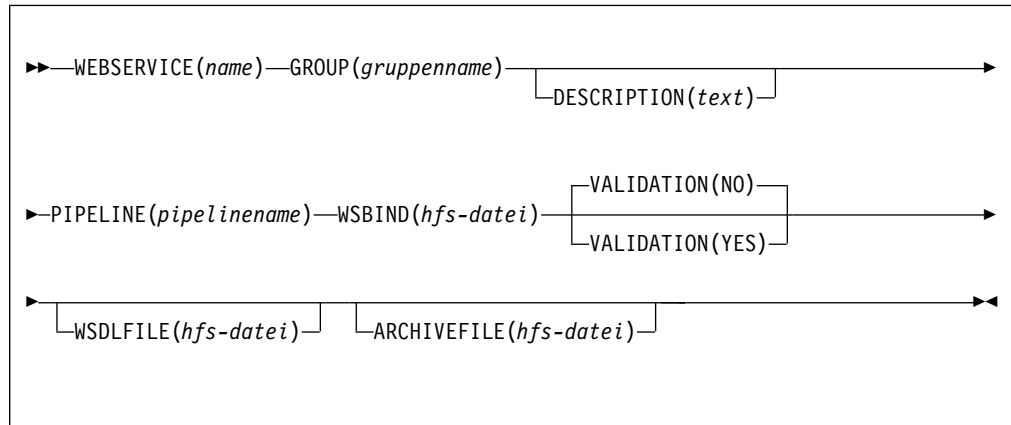 WEBSERVICE(name) GROUP(gruppenname)
DESCRIPTION(text)
VALIDATION(NO)
PIPELINE(pipelinename) WSBIND(hfs-datei)
VALIDATION(YES)
WSDLFILE(hfs-datei) ARCHIVEFILE(hfs-datei)